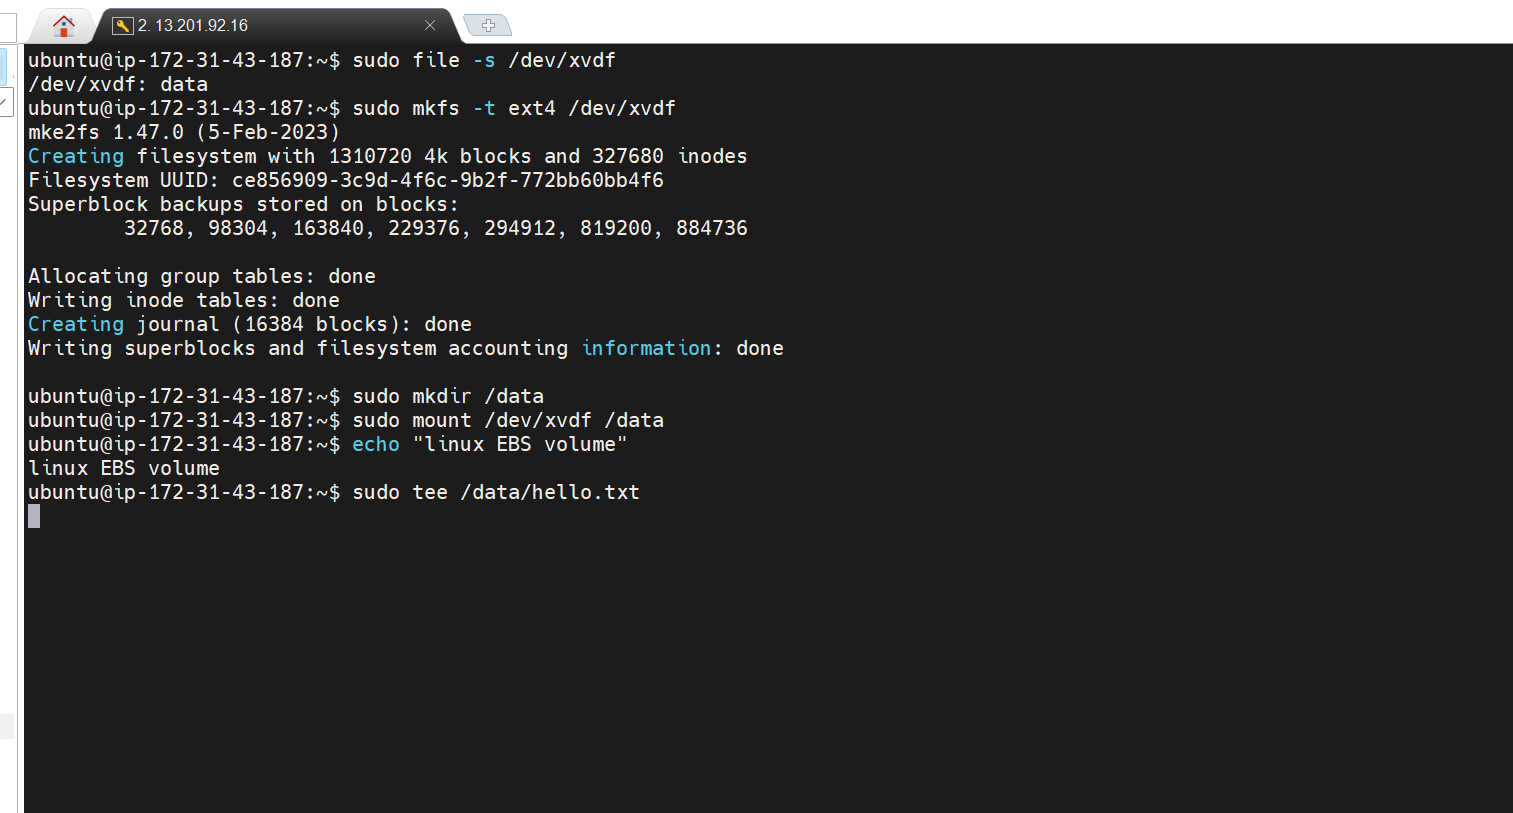 2. 13.201.92.16
ubuntu@ip-172-31-43-187:~$ sudo file -s /dev/xvdf
/dev/xvdf: data
ubuntu@ip-172-31-43-187:~$ sudo mkfs -t ext4 /dev/xvdf
mke2fs 1.47.0 (5-Feb-2023)
Creating filesystem with 1310720 4k blocks and 327680 inodes
Filesystem UUID: ce856909-3c9d-4f6c-9b2f-772bb60bb4f6
Superblock backups stored on blocks:
        32768, 98304, 163840, 229376, 294912, 819200, 884736

Allocating group tables: done
Writing inode tables: done
Creating journal (16384 blocks): done
Writing superblocks and filesystem accounting information: done

ubuntu@ip-172-31-43-187:~$ sudo mkdir /data
ubuntu@ip-172-31-43-187:~$ sudo mount /dev/xvdf /data
ubuntu@ip-172-31-43-187:~$ echo "linux EBS volume"
linux EBS volume
ubuntu@ip-172-31-43-187:~$ sudo tee /data/hello.txt